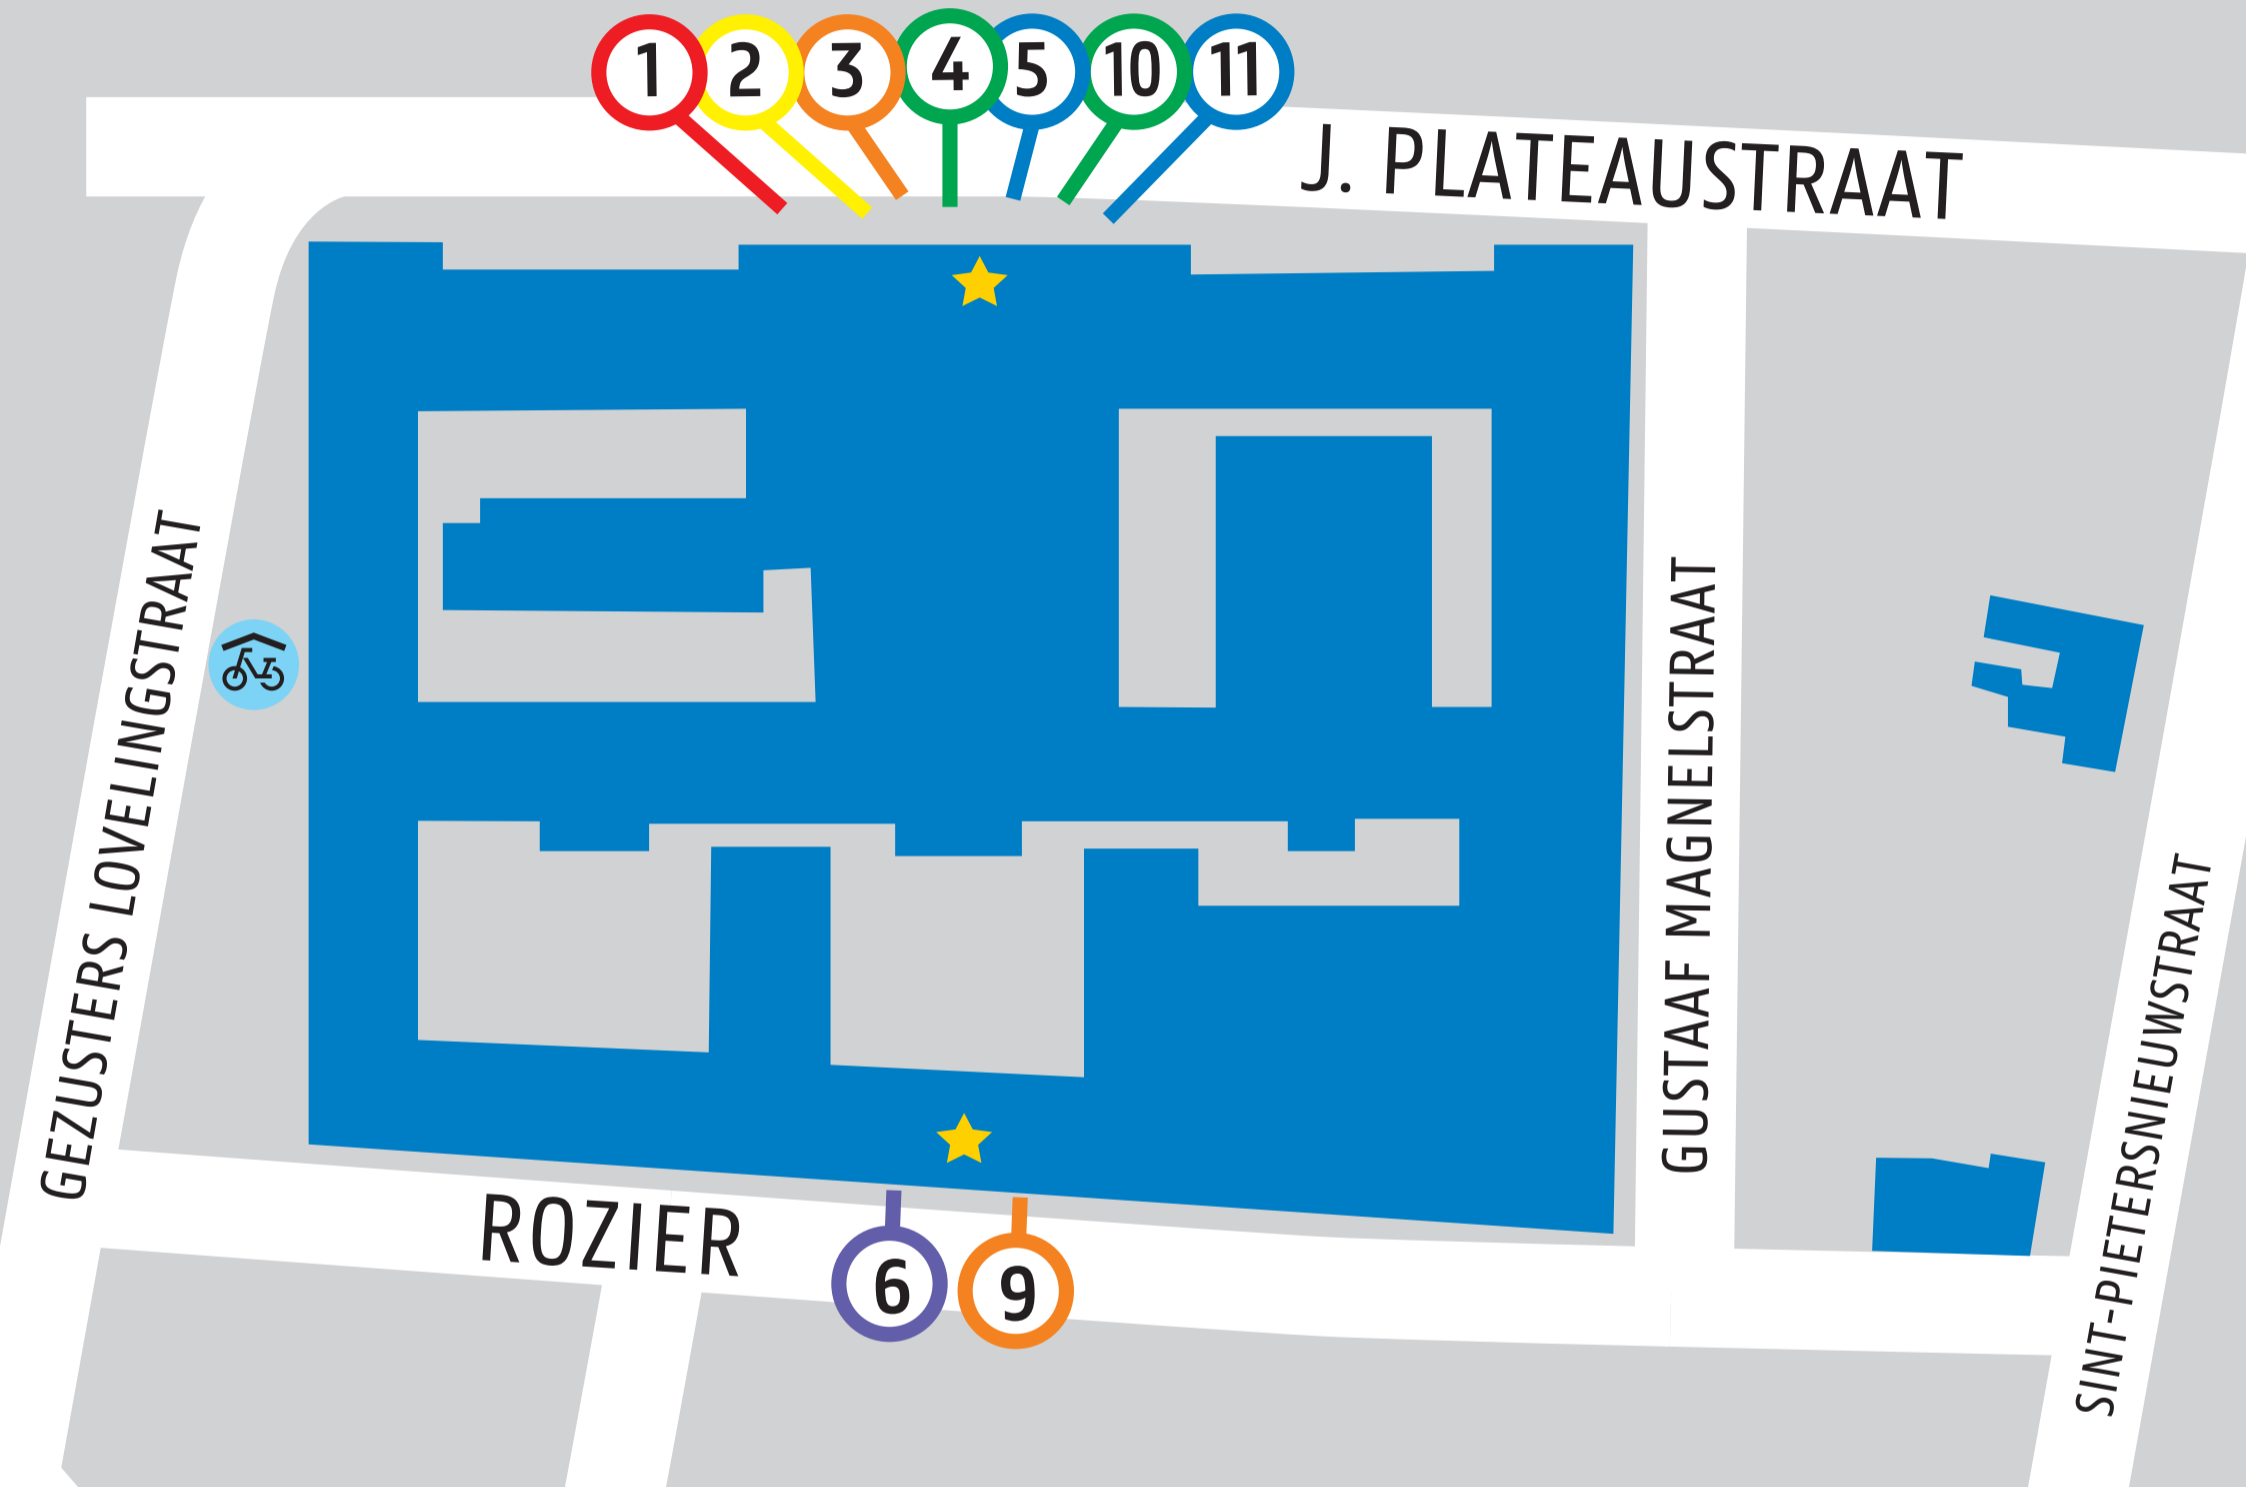 1 2 3 4 5 10 11
J. PLATEAUSTRAAT
GEZUSTERS LOVELINGSTRAAT
GUSTAAF MAGNELSTRAAT
SINT-PIETERSNIEUWSTRAAT
ROZIER
6 9